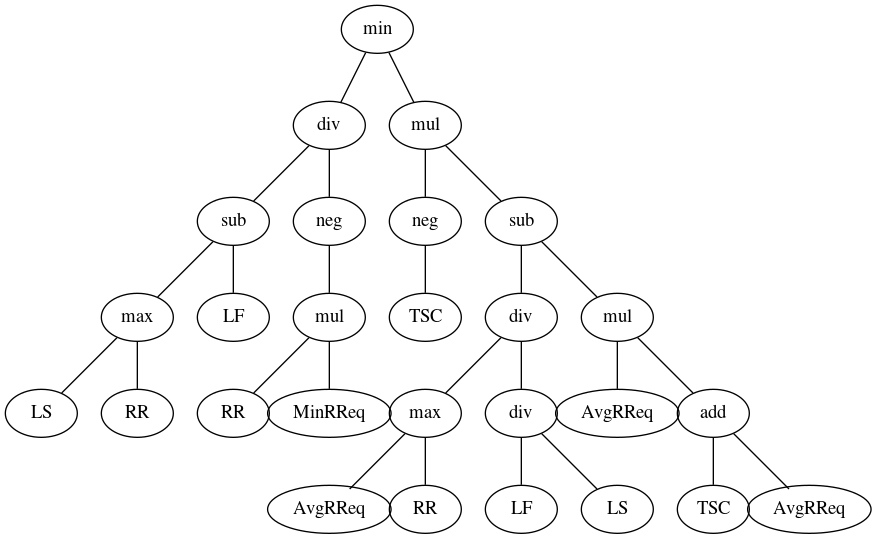 min
div mul
sub neg neg sub
max LF mul TSC div mul
LS RR RR MinRReq max div AvgRReq add
AvgRReq RR LF LS TSC AvgRReq